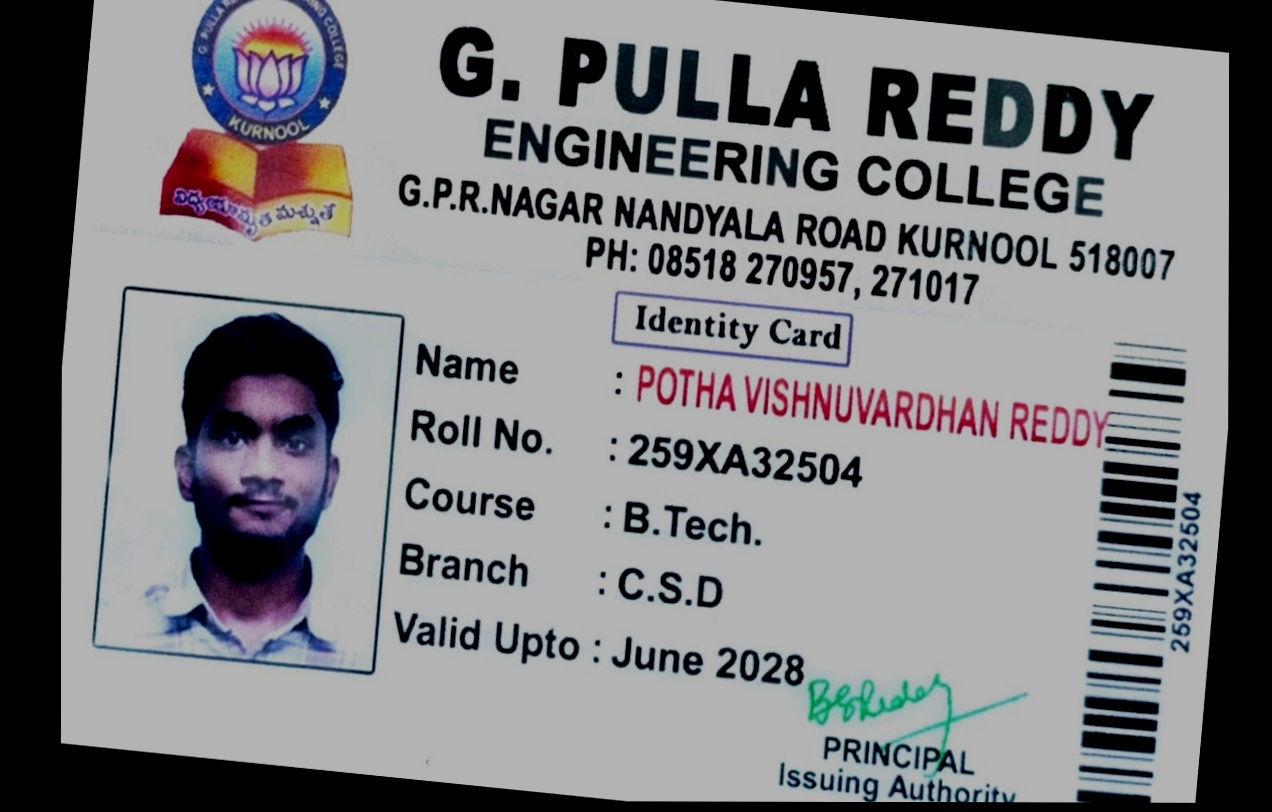 G. PULLA REDDY ENGINEERING COLLEGE
KURNOOL
విద్యయామృత మశ్నుతే
G. PULLA REDDY
ENGINEERING COLLEGE
G.P.R.NAGAR NANDYALA ROAD KURNOOL 518007
PH: 08518 270957, 271017
Identity Card
Name : POTHA VISHNUVARDHAN REDDY
Roll No. : 259XA32504
Course : B.Tech.
Branch : C.S.D
Valid Upto : June 2028
PRINCIPAL
Issuing Authority
259XA32504